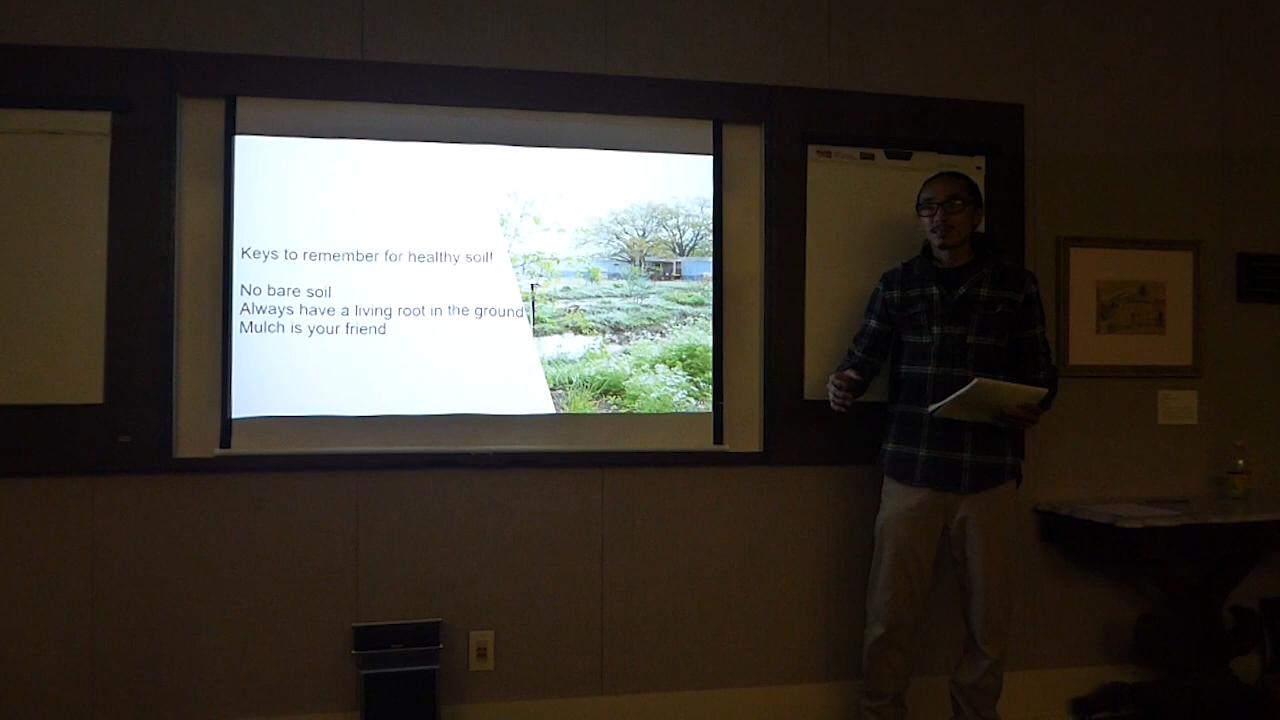 Keys to remember for healthy soil!
No bare soil
Always have a living root in the ground
Mulch is your friend